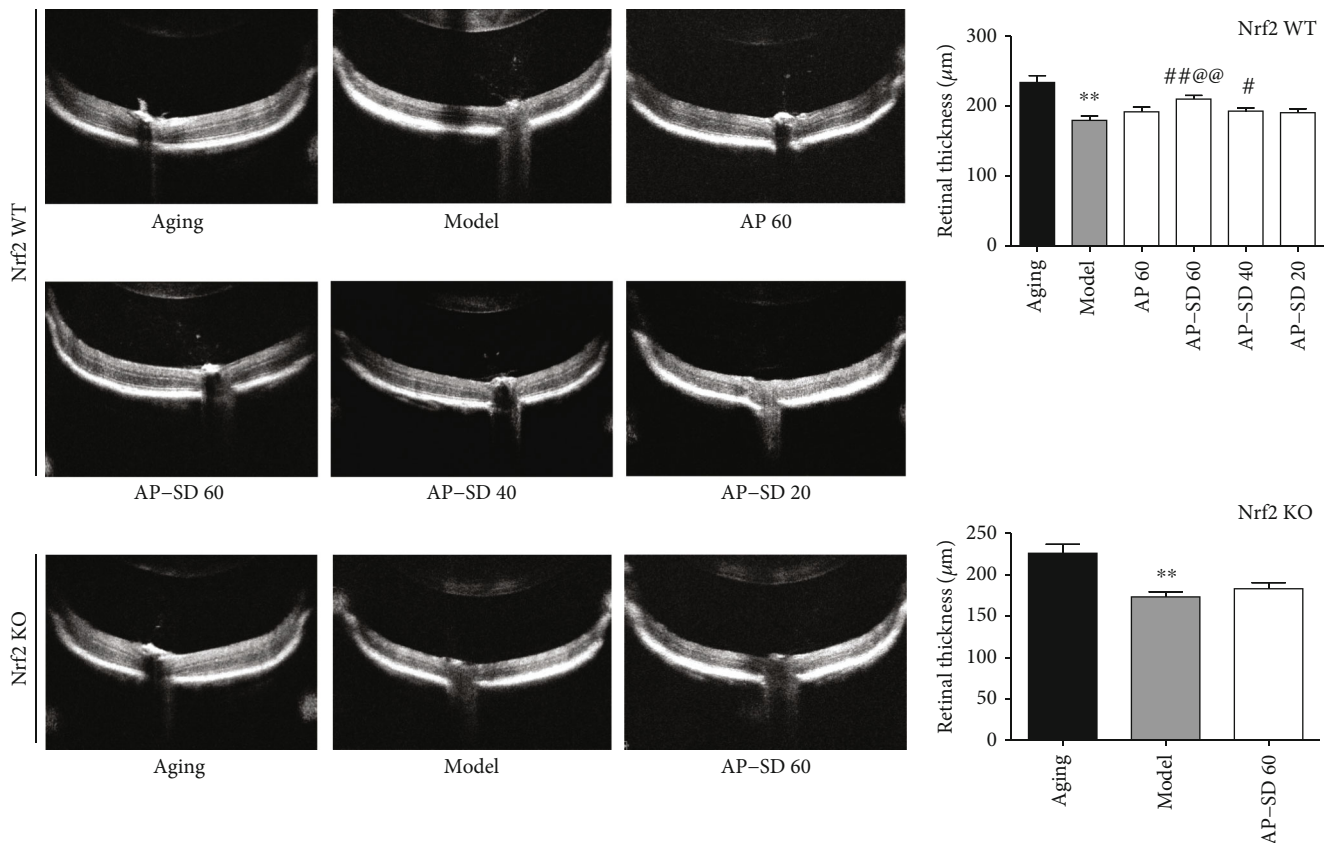 Nrf2 WT
Aging
Model
AP 60
AP–SD 60
AP–SD 40
AP–SD 20
Nrf2 KO
Aging
Model
AP–SD 60
Nrf2 WT
Retinal thickness (μm)
300
200
100
0
**
##@@
#
Aging
Model
AP 60
AP–SD 60
AP–SD 40
AP–SD 20
Nrf2 KO
Retinal thickness (μm)
250
200
150
100
50
0
**
Aging
Model
AP–SD 60